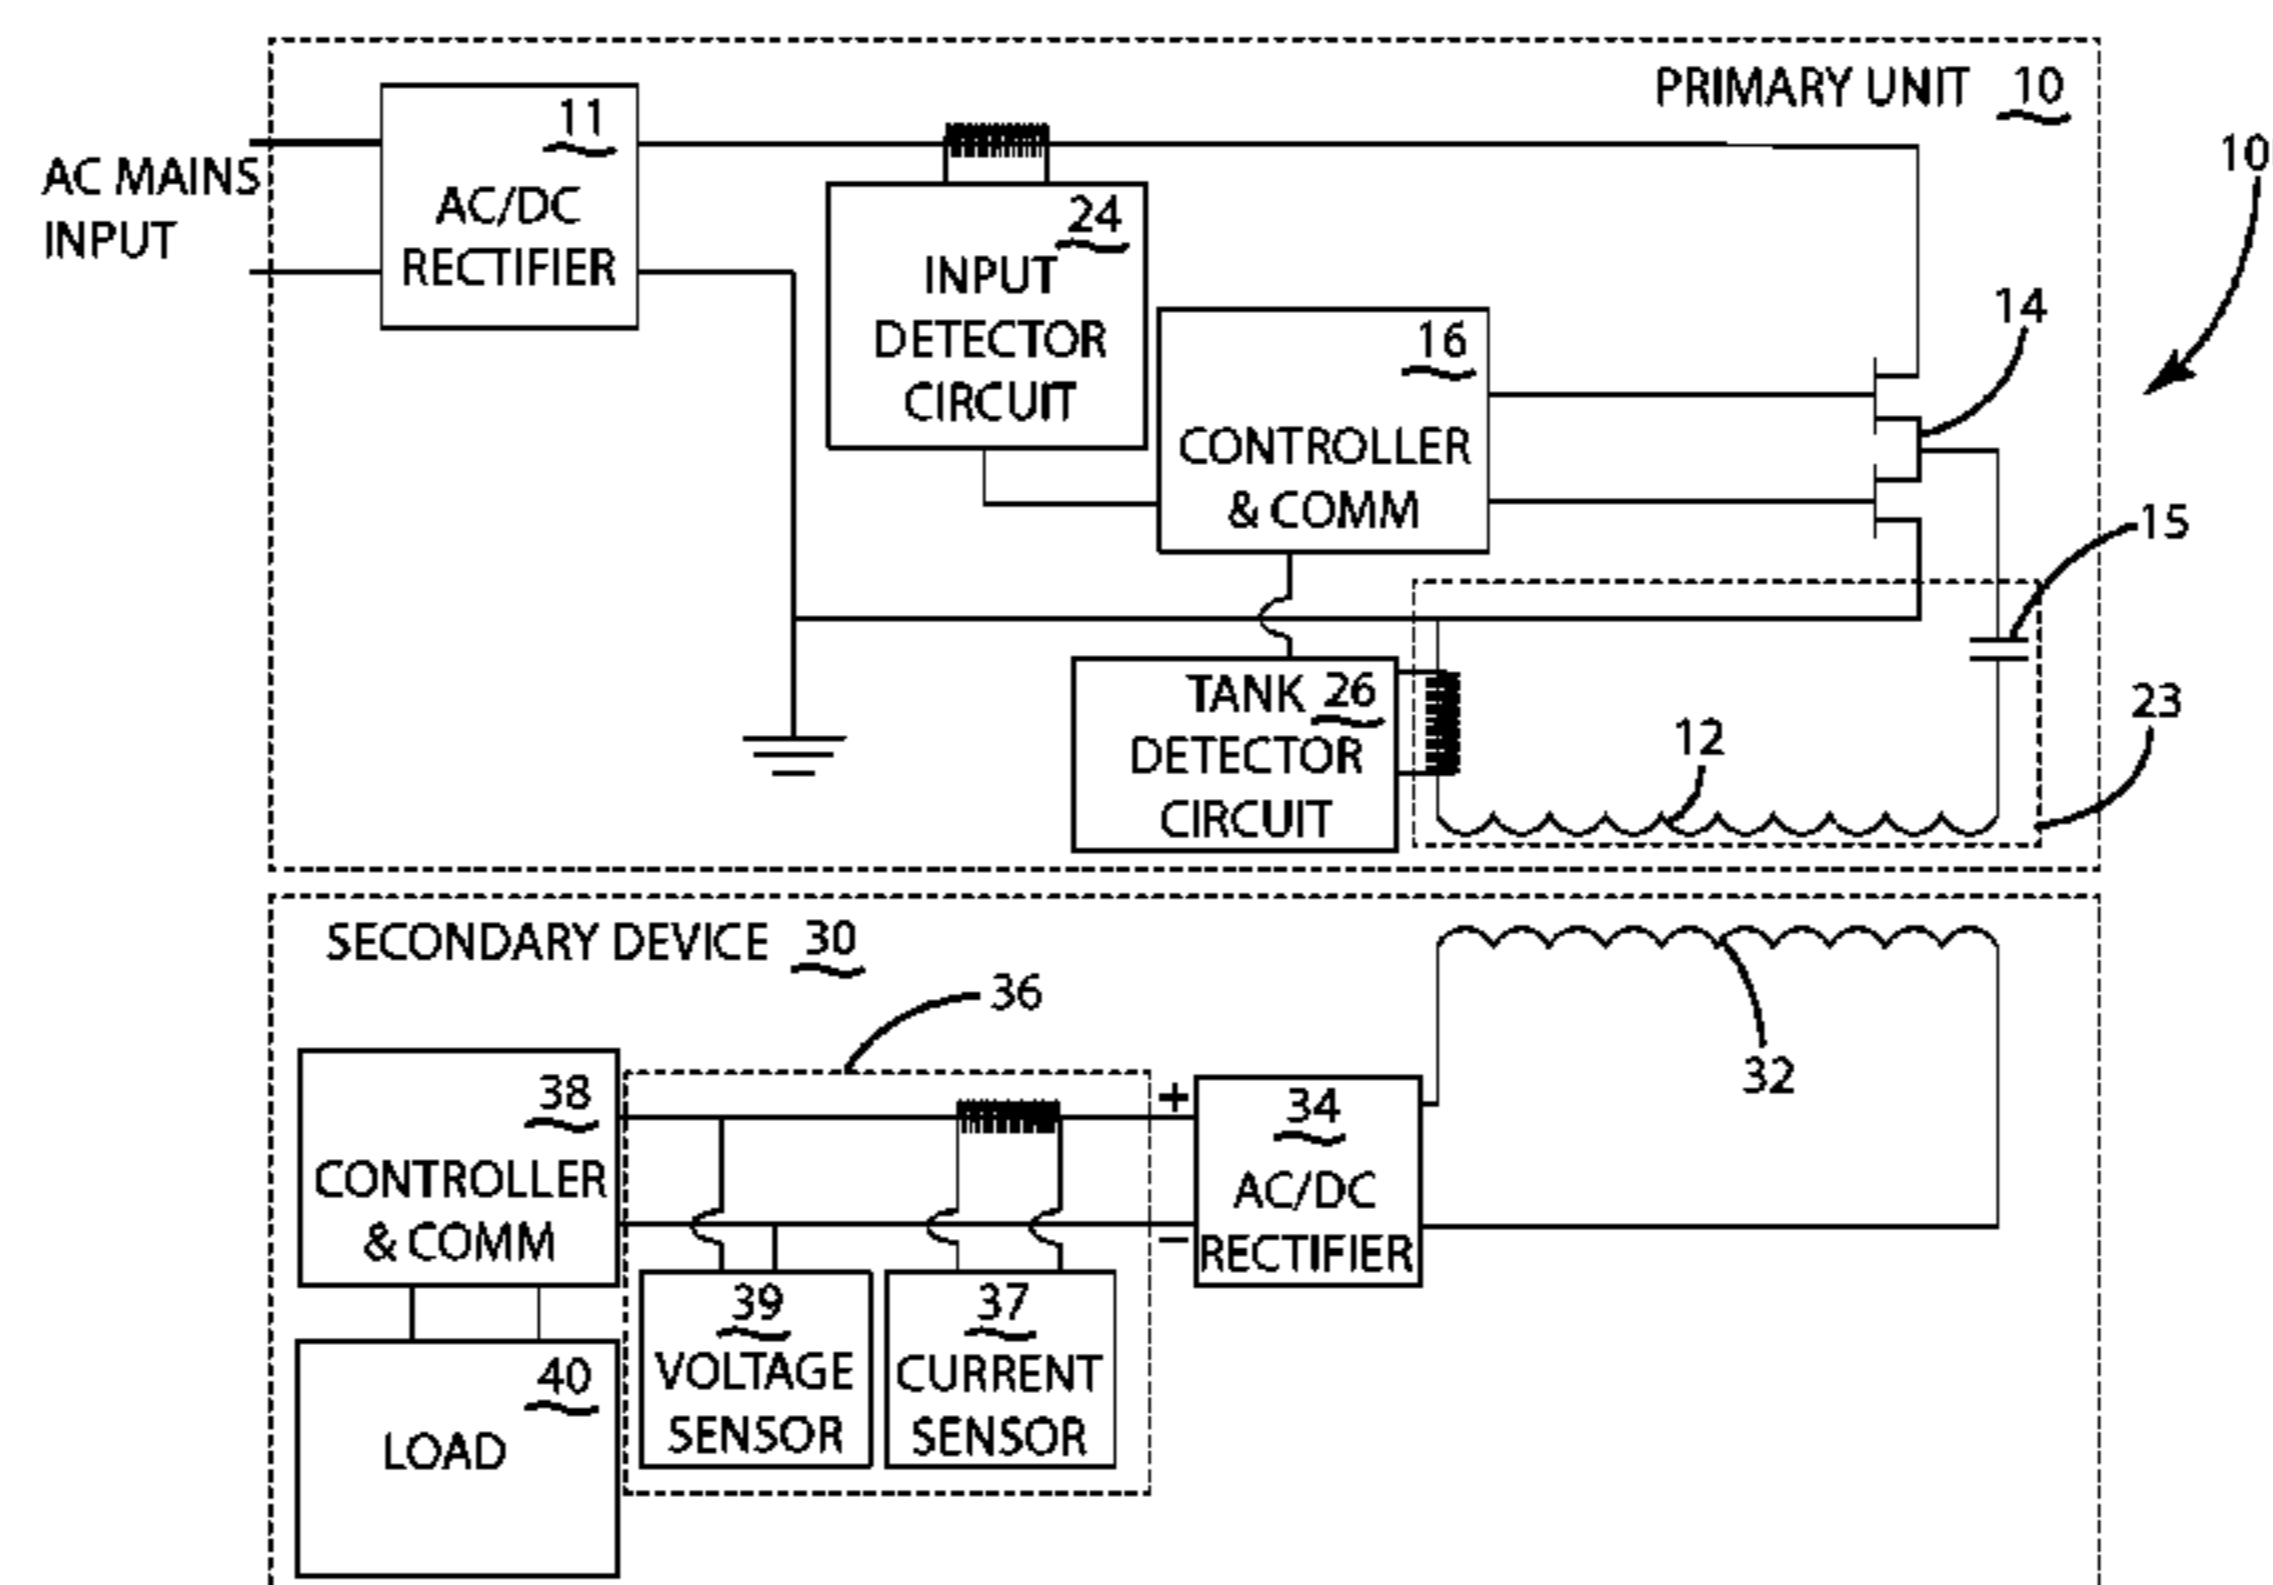 PRIMARY UNIT 10
10
AC MAINS
INPUT
11
AC/DC
RECTIFIER
24
INPUT
DETECTOR
CIRCUIT
16
CONTROLLER
& COMM
14
15
TANK 26
DETECTOR
CIRCUIT
12
23
SECONDARY DEVICE 30
36
32
38
CONTROLLER
& COMM
+
−
34
AC/DC
RECTIFIER
39
VOLTAGE
SENSOR
37
CURRENT
SENSOR
40
LOAD